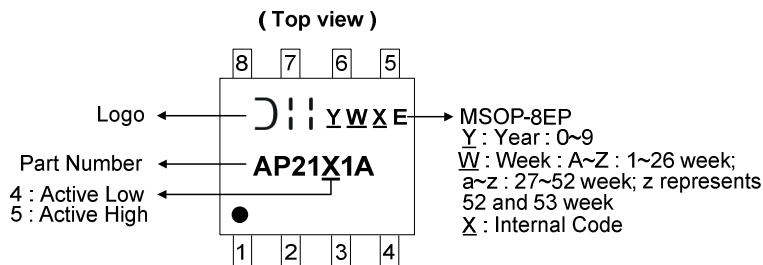 ( Top view )
8 7 6 5
Logo
Y W X E
MSOP-8EP
Y : Year : 0~9
W : Week : A~Z : 1~26 week;
a~z : 27~52 week; z represents
52 and 53 week
X : Internal Code
Part Number
AP21X1A
4 : Active Low
5 : Active High
1 2 3 4